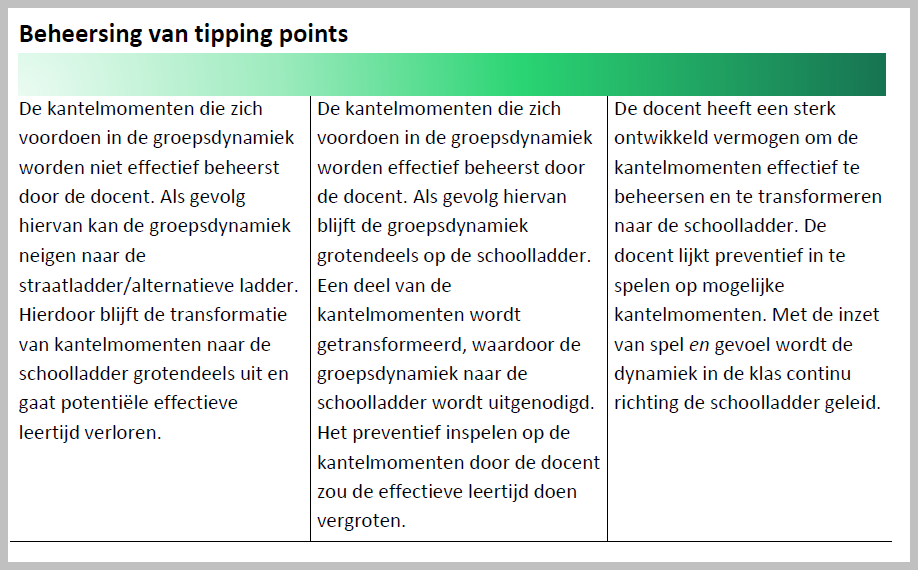 Beheersing van tipping points
De kantelmomenten die zich
voordoen in de groepsdynamiek
worden niet effectief beheerst
door de docent. Als gevolg
hiervan kan de groepsdynamiek
neigen naar de
straatladder/alternatieve ladder.
Hierdoor blijft de transformatie
van kantelmomenten naar de
schoolladder grotendeels uit en
gaat potentiële effectieve
leertijd verloren.
De kantelmomenten die zich
voordoen in de groepsdynamiek
worden effectief beheerst door
de docent. Als gevolg hiervan
blijft de groepsdynamiek
grotendeels op de schoolladder.
Een deel van de
kantelmomenten wordt
getransformeerd, waardoor de
groepsdynamiek naar de
schoolladder wordt uitgenodigd.
Het preventief inspelen op de
kantelmomenten door de docent
zou de effectieve leertijd doen
vergroten.
De docent heeft een sterk
ontwikkeld vermogen om de
kantelmomenten effectief te
beheersen en te transformeren
naar de schoolladder. De
docent lijkt preventief in te
spelen op mogelijke
kantelmomenten. Met de inzet
van spel en gevoel wordt de
dynamiek in de klas continu
richting de schoolladder geleid.